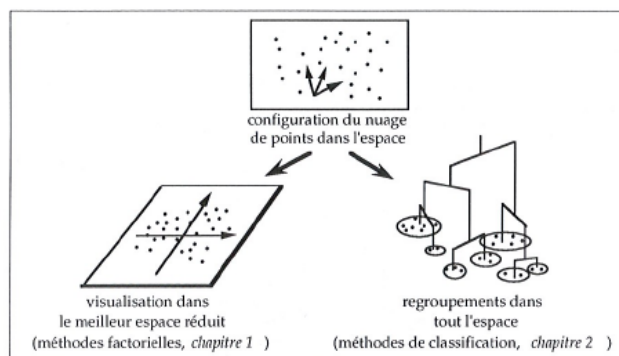 configuration du nuage
de points dans l'espace
visualisation dans
le meilleur espace réduit
(méthodes factorielles, chapitre 1 )
regroupements dans
tout l'espace
(méthodes de classification, chapitre 2 )